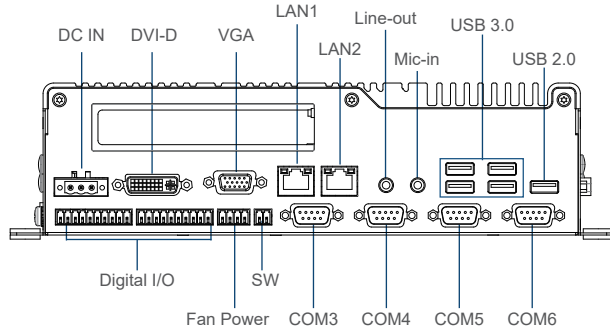 LAN1
Line-out
USB 3.0
DC IN
DVI-D
VGA
LAN2
Mic-in
USB 2.0
Digital I/O
SW
Fan Power
COM3
COM4
COM5
COM6